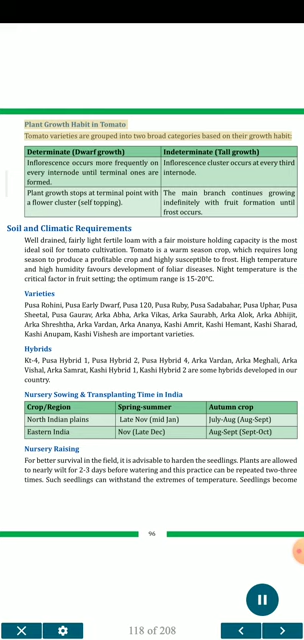 Plant Growth Habit in Tomato
Tomato varieties are grouped into two broad categories based on their growth habit:
Determinate (Dwarf growth) Indeterminate (Tall growth)
Inflorescence occurs more frequently on every internode until terminal ones are formed. Inflorescence cluster occurs at every third internode.
Plant growth stops at terminal point with a flower cluster (self topping). The main branch continues growing indefinitely with fruit formation until frost occurs.
Soil and Climatic Requirements
Well drained, fairly light fertile loam with a fair moisture holding capacity is the most
ideal soil for tomato cultivation. Tomato is a warm season crop, which requires long
season to produce a profitable crop and highly susceptible to frost. High temperature
and high humidity favours development of foliar diseases. Night temperature is the
critical factor in fruit setting; the optimum range is 15-20°C.
Varieties
Pusa Rohini, Pusa Early Dwarf, Pusa 120, Pusa Ruby, Pusa Sadabahar, Pusa Uphar, Pusa
Sheetal, Pusa Gaurav, Arka Abha, Arka Vikas, Arka Saurabh, Arka Alok, Arka Abhijit,
Arka Shreshtha, Arka Vardan, Arka Ananya, Kashi Amrit, Kashi Hemant, Kashi Sharad,
Kashi Anupam, Kashi Vishesh are important varieties.
Hybrids
Kt-4, Pusa Hybrid 1, Pusa Hybrid 2, Pusa Hybrid 4, Arka Vardan, Arka Meghali, Arka
Vishal, Arka Samrat, Kashi Hybrid 1, Kashi Hybrid 2 are some hybrids developed in our
country.
Nursery Sowing & Transplanting Time in India
Crop/Region Spring-summer Autumn crop
North Indian plains Late Nov (mid Jan) July-Aug (Aug-Sept)
Eastern India Nov (Late Dec) Aug-Sept (Sept-Oct)
Nursery Raising
For better survival in the field, it is advisable to harden the seedlings. Plants are allowed
to nearly wilt for 2-3 days before watering and this practice can be repeated two-three
times. Such seedlings can withstand the extremes of temperature. Seedlings become
96
118 of 208